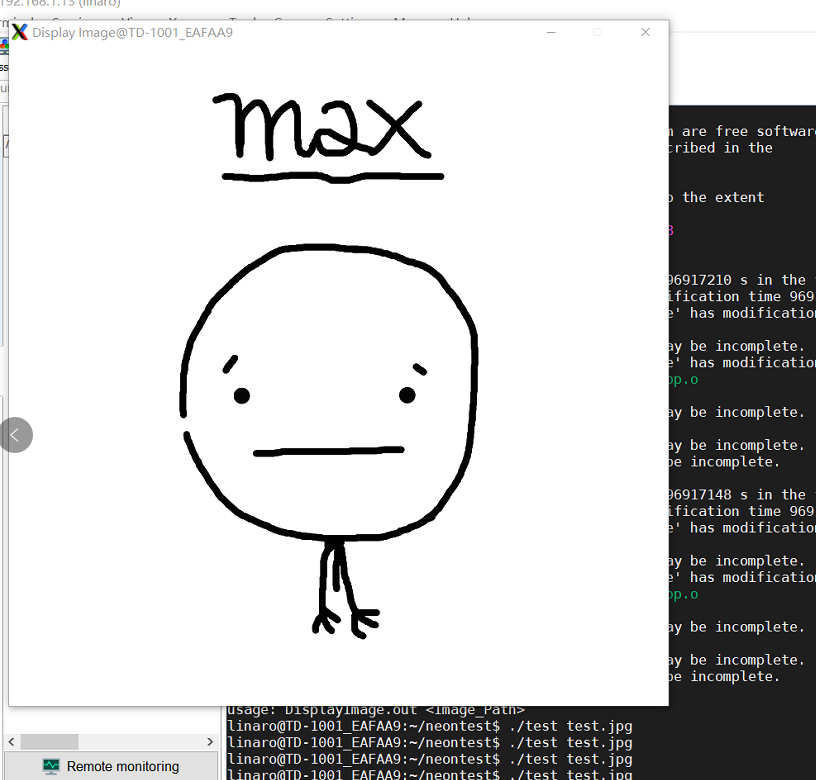 192.168.1.13 (linaro)
Display Image@TD-1001_EAFAA9
max
are free software
cribed in the
the extent
96917210 s in the
ification time 969
e' has modification
ay be incomplete.
e' has modification
op.o
ay be incomplete.
ay be incomplete.
be incomplete.
96917148 s in the
ification time 969
e' has modification
ay be incomplete.
e' has modification
op.o
ay be incomplete.
ay be incomplete.
be incomplete.
usage: DisplayImage.out <Image_Path>
linaro@TD-1001_EAFAA9:~/neontest$ ./test test.jpg
linaro@TD-1001_EAFAA9:~/neontest$ ./test test.jpg
linaro@TD-1001_EAFAA9:~/neontest$ ./test test.jpg
linaro@TD-1001_EAFAA9:~/neontest$ ./test test.jpg
Remote monitoring